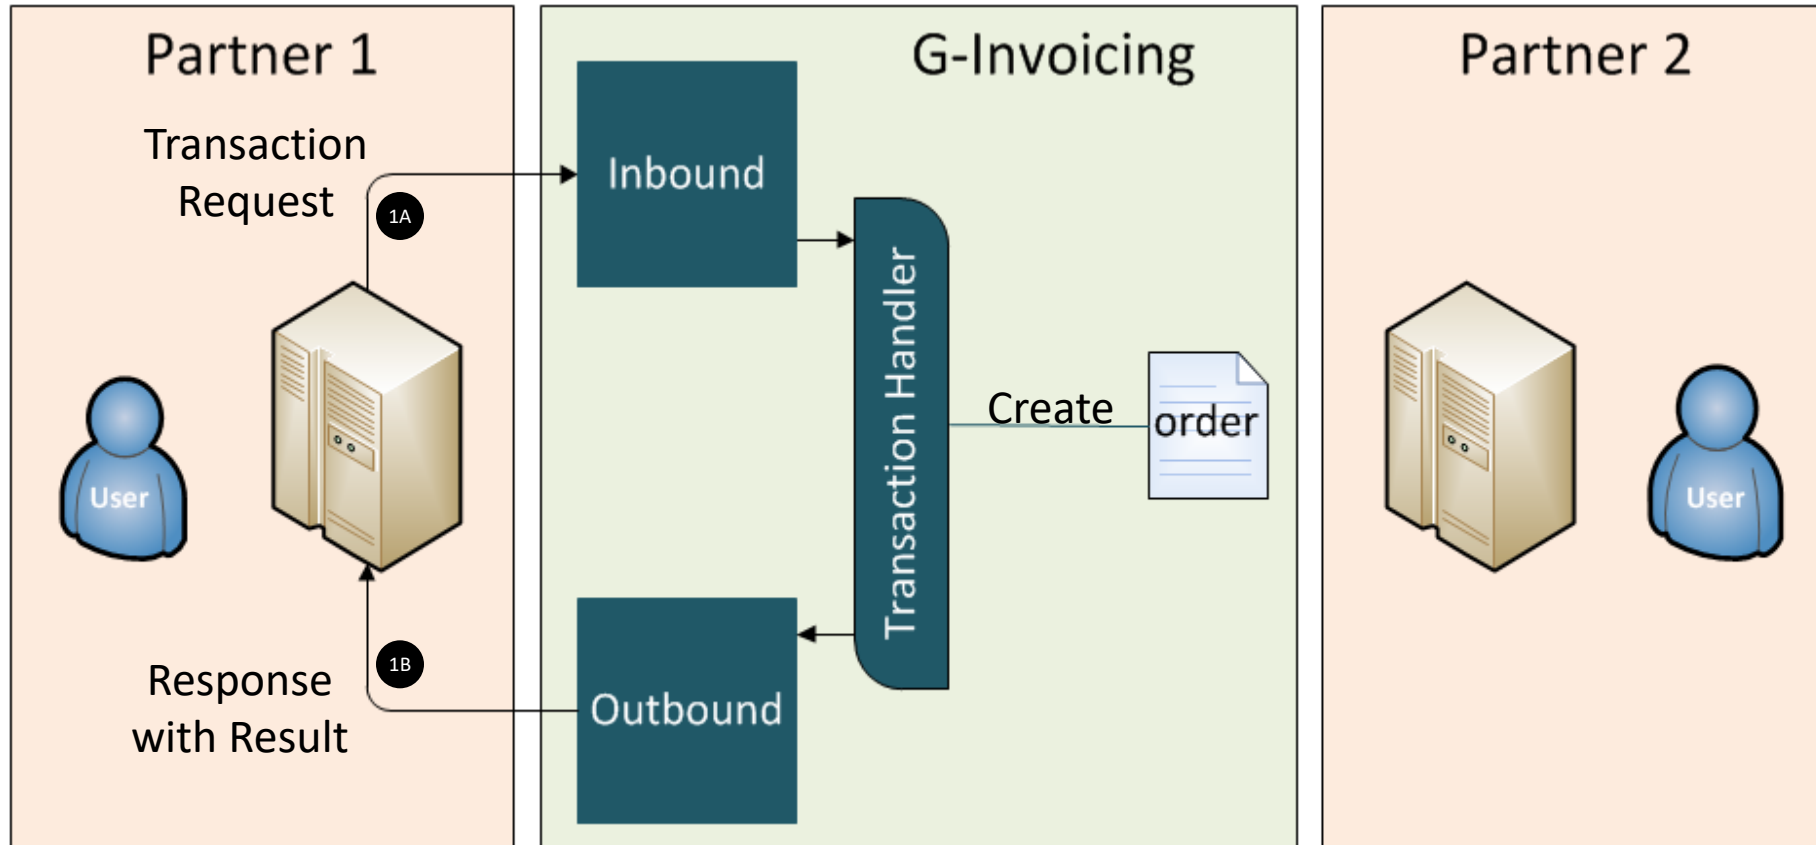 Partner 1
G-Invoicing
Partner 2
Transaction
Request
1A
Inbound
Transaction Handler
Create
order
User
User
1B
Response
with Result
Outbound